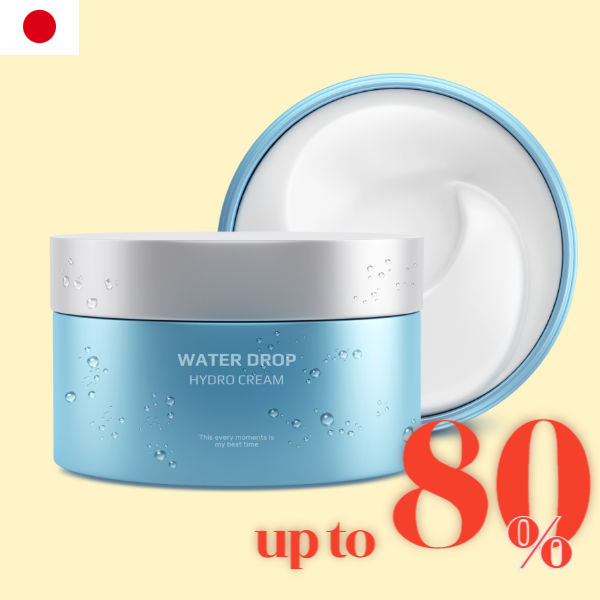 WATER DROP
HYDRO CREAM
This every moments is
my best time
up to 80%